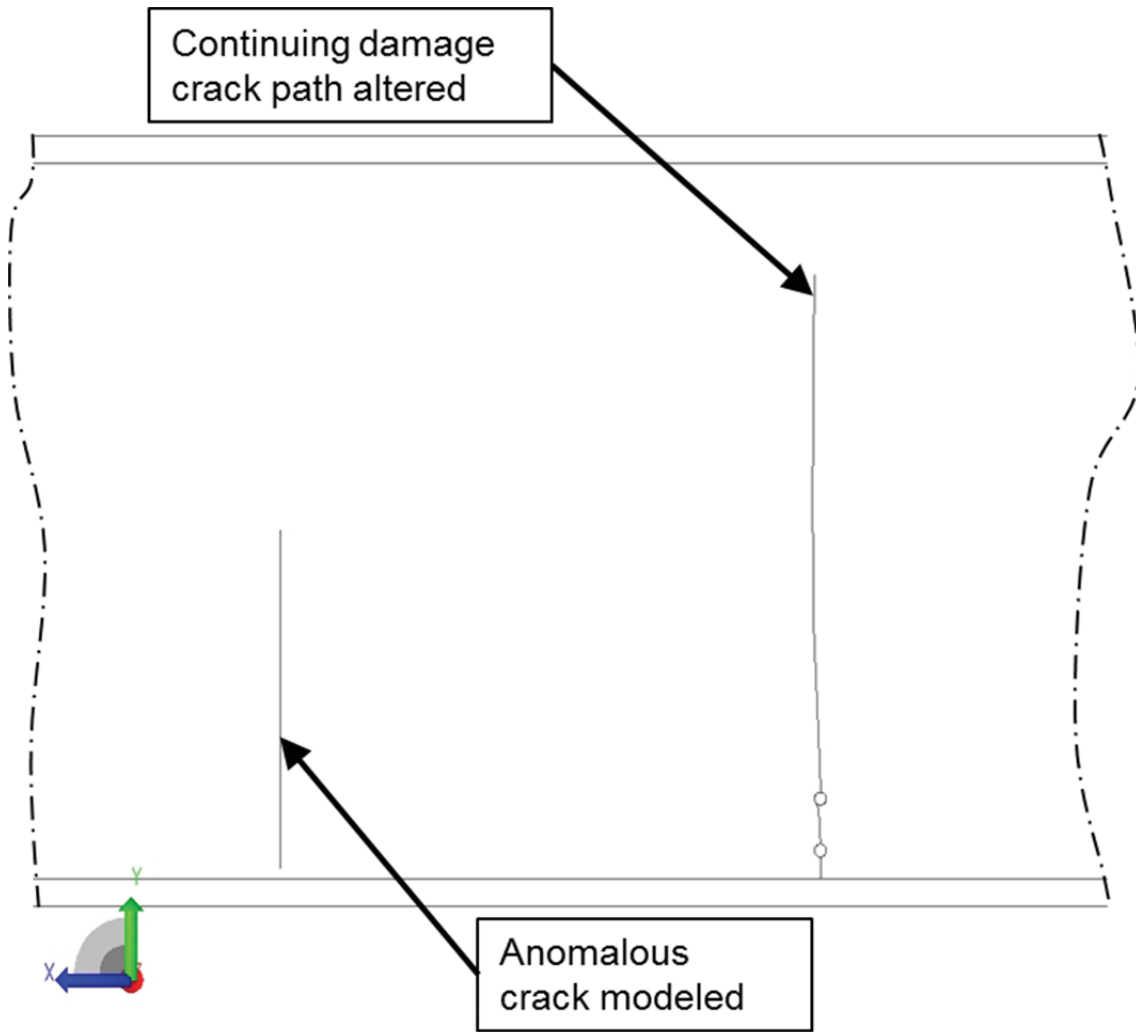 Continuing damage
crack path altered
Y
X
Anomalous
crack modeled